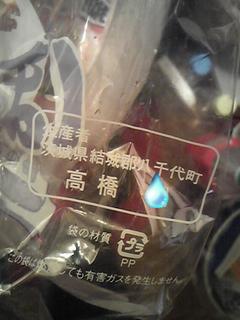 生産者
茨城県結城郡八千代町
高橋
袋の材質
プラ
PP
この袋は
しても有害ガスを発生しません